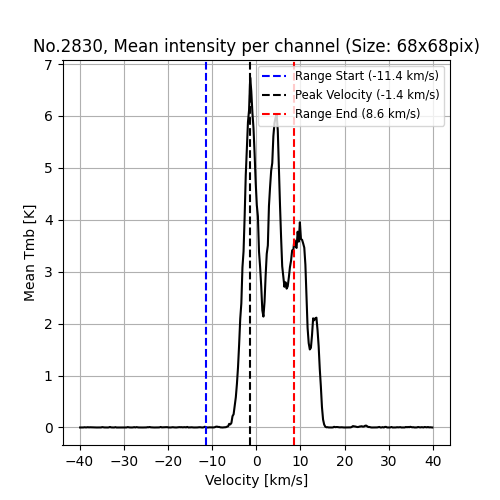 No.2830, Mean intensity per channel (Size: 68x68pix)
Range Start (-11.4 km/s)
Peak Velocity (-1.4 km/s)
Range End (8.6 km/s)
Mean Tmb [K]
7
6
5
4
3
2
1
0
−40 −30 −20 −10 0 10 20 30 40
Velocity [km/s]